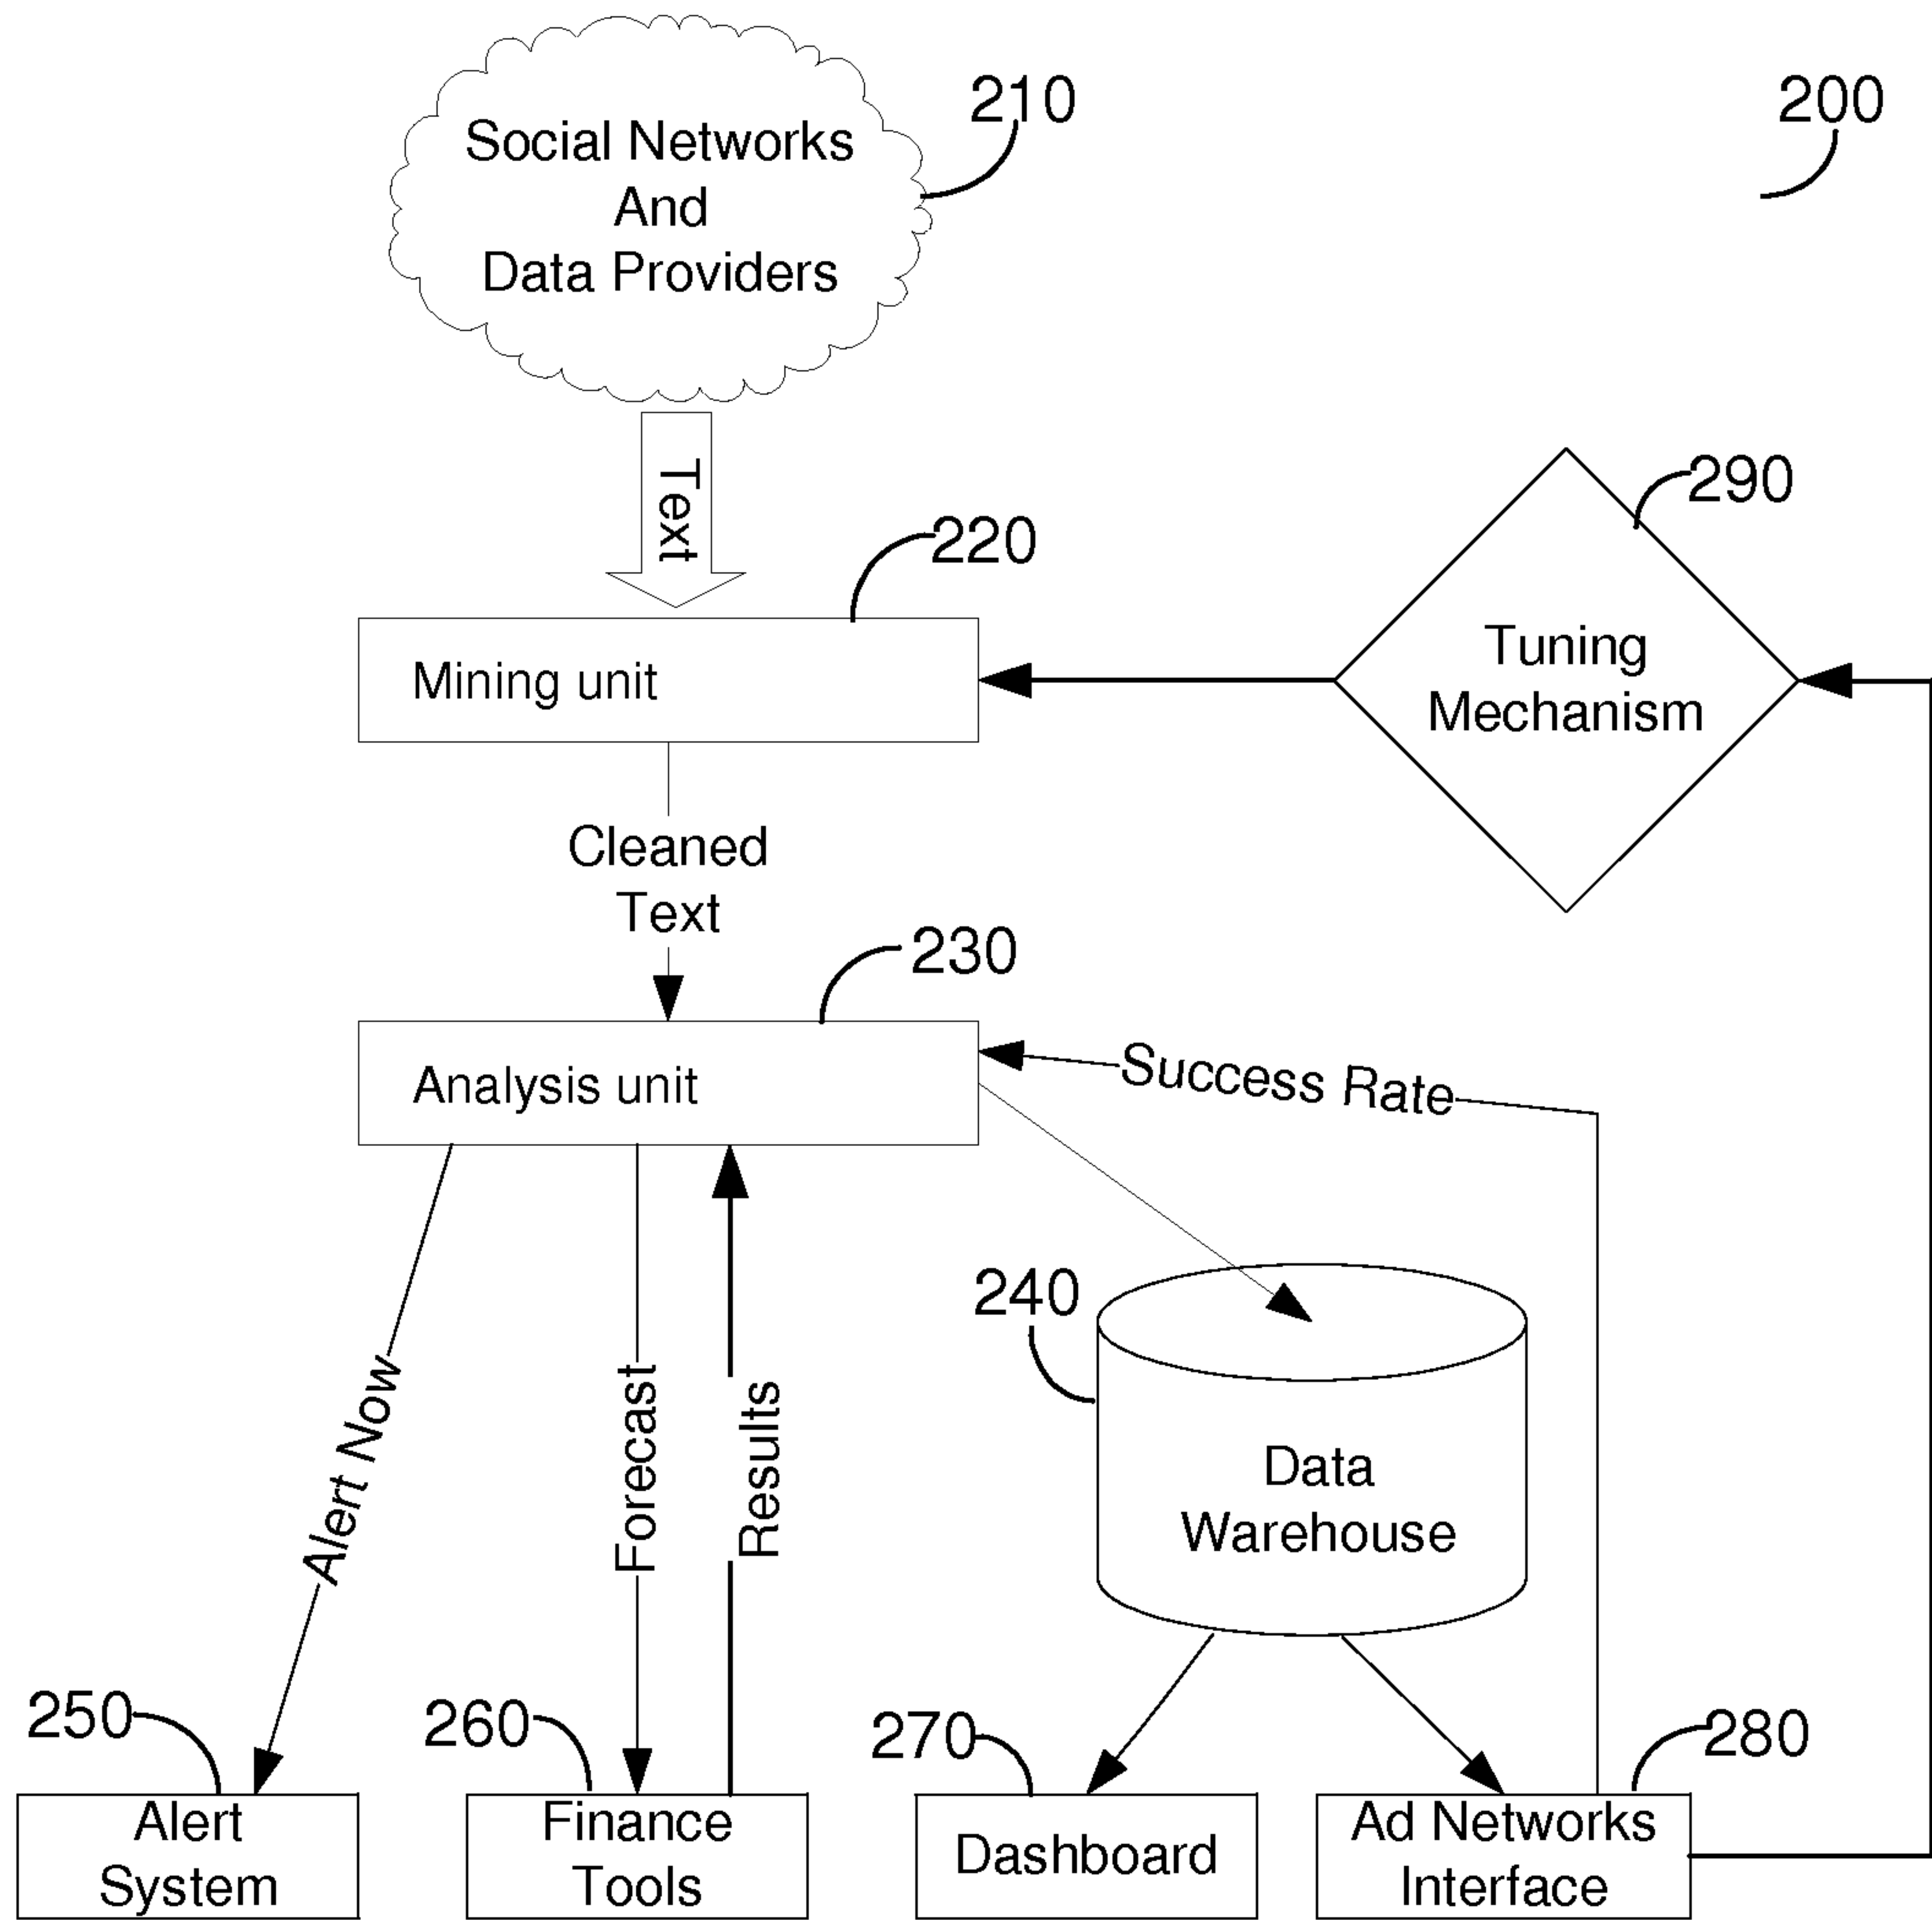 210
200
Social Networks
And
Data Providers
Text
290
220
Tuning
Mechanism
Mining unit
Cleaned
Text
230
Success Rate
Analysis unit
240
Data
Warehouse
Alert Now
Forecast
Results
250
260
270
280
Alert
System
Finance
Tools
Dashboard
Ad Networks
Interface